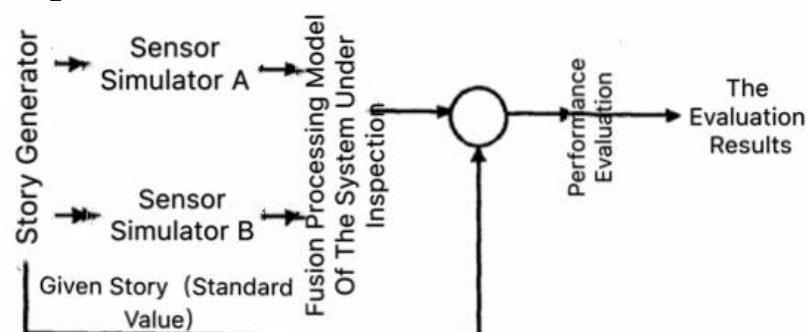 Story Generator
Sensor
Simulator A
Sensor
Simulator B
Fusion Processing Model
Of The System Under
Inspection
Performance
Evaluation
The
Evaluation
Results
Given Story (Standard
Value)